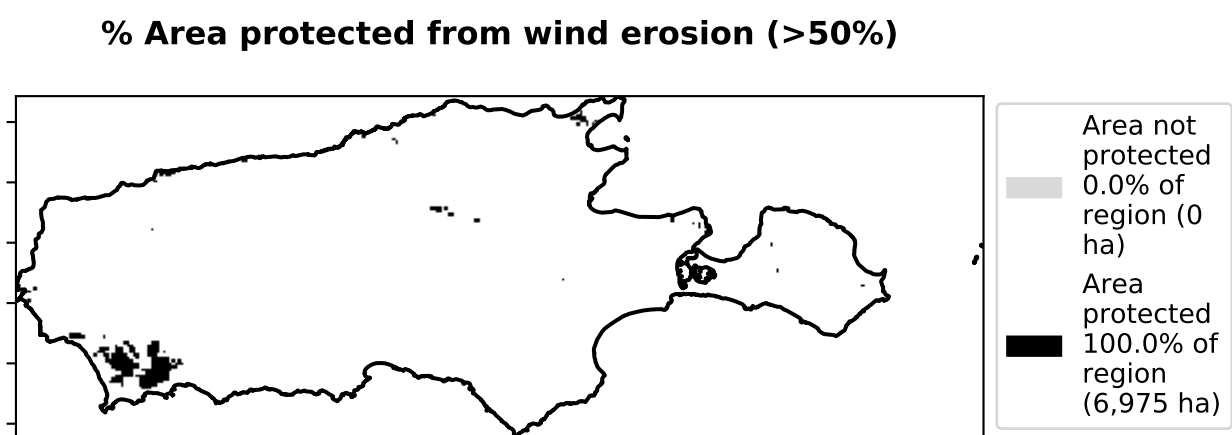 % Area protected from wind erosion (>50%)
Area not
protected
0.0% of
region (0
ha)
Area
protected
100.0% of
region
(6,975 ha)